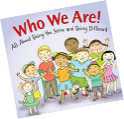 Who We Are!
All About Being the Same and Being Different